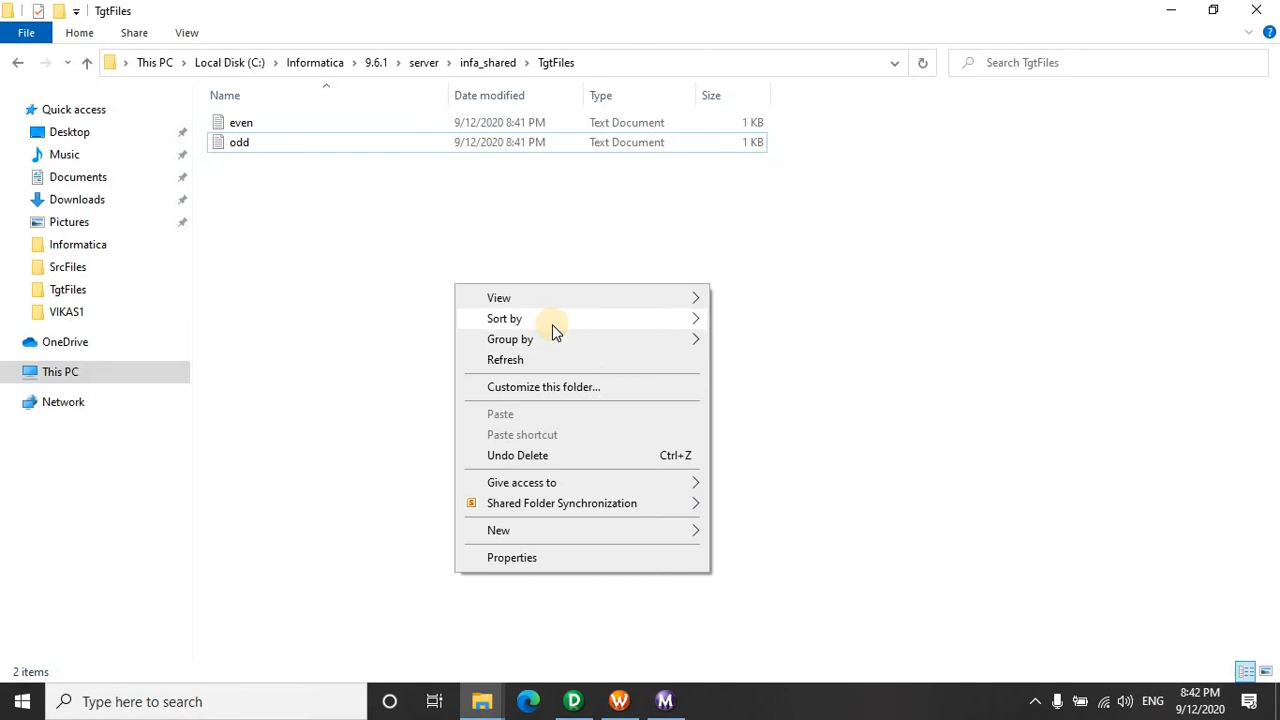 TgtFiles
File Home Share View
This PC Local Disk (C:) Informatica 9.6.1 server infa_shared TgtFiles Search TgtFiles
Name Date modified Type Size
even 9/12/2020 8:41 PM Text Document 1 KB
odd 9/12/2020 8:41 PM Text Document 1 KB
Quick access
Desktop
Music
Documents
Downloads
Pictures
Informatica
SrcFiles
TgtFiles
VIKAS1
OneDrive
This PC
Network
View
Sort by
Group by
Refresh
Customize this folder...
Paste
Paste shortcut
Undo Delete Ctrl+Z
Give access to
S Shared Folder Synchronization
New
Properties
2 items
Type here to search D W M ENG 8:42 PM
9/12/2020